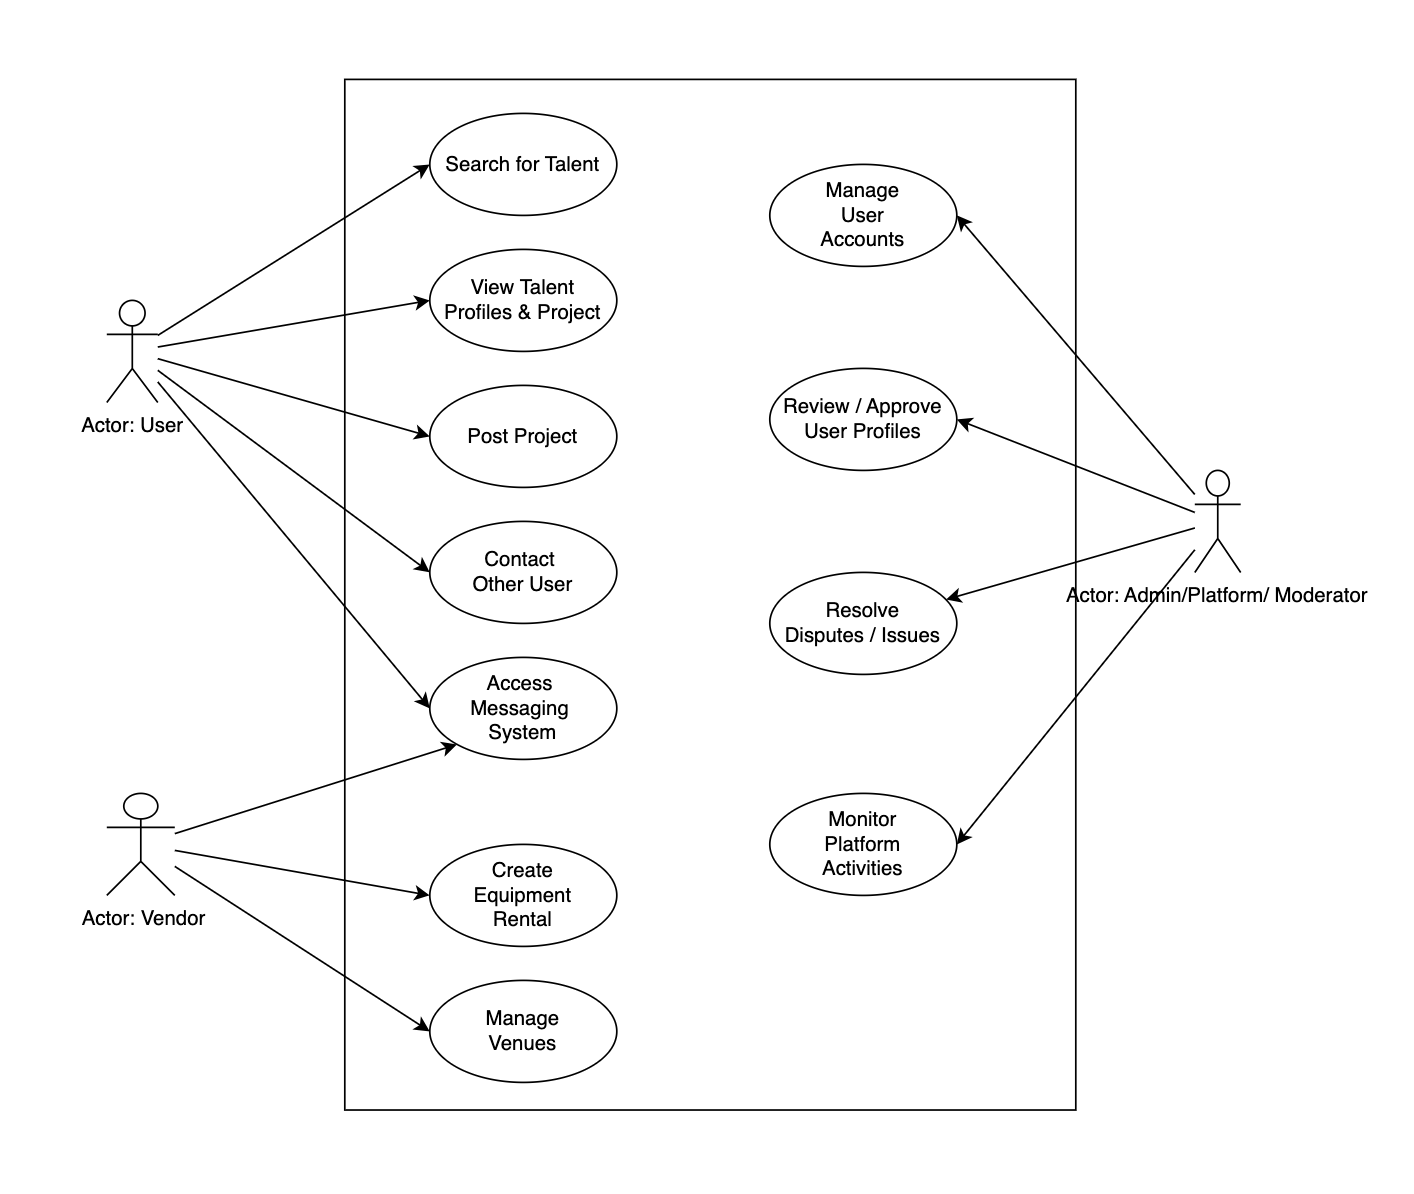 Search for Talent
View Talent
Profiles & Project
Post Project
Contact
Other User
Access
Messaging
System
Create
Equipment
Rental
Manage
Venues
Actor: User
Actor: Vendor
Manage
User
Accounts
Review / Approve
User Profiles
Resolve
Disputes / Issues
Monitor
Platform
Activities
Actor: Admin/Platform/ Moderator